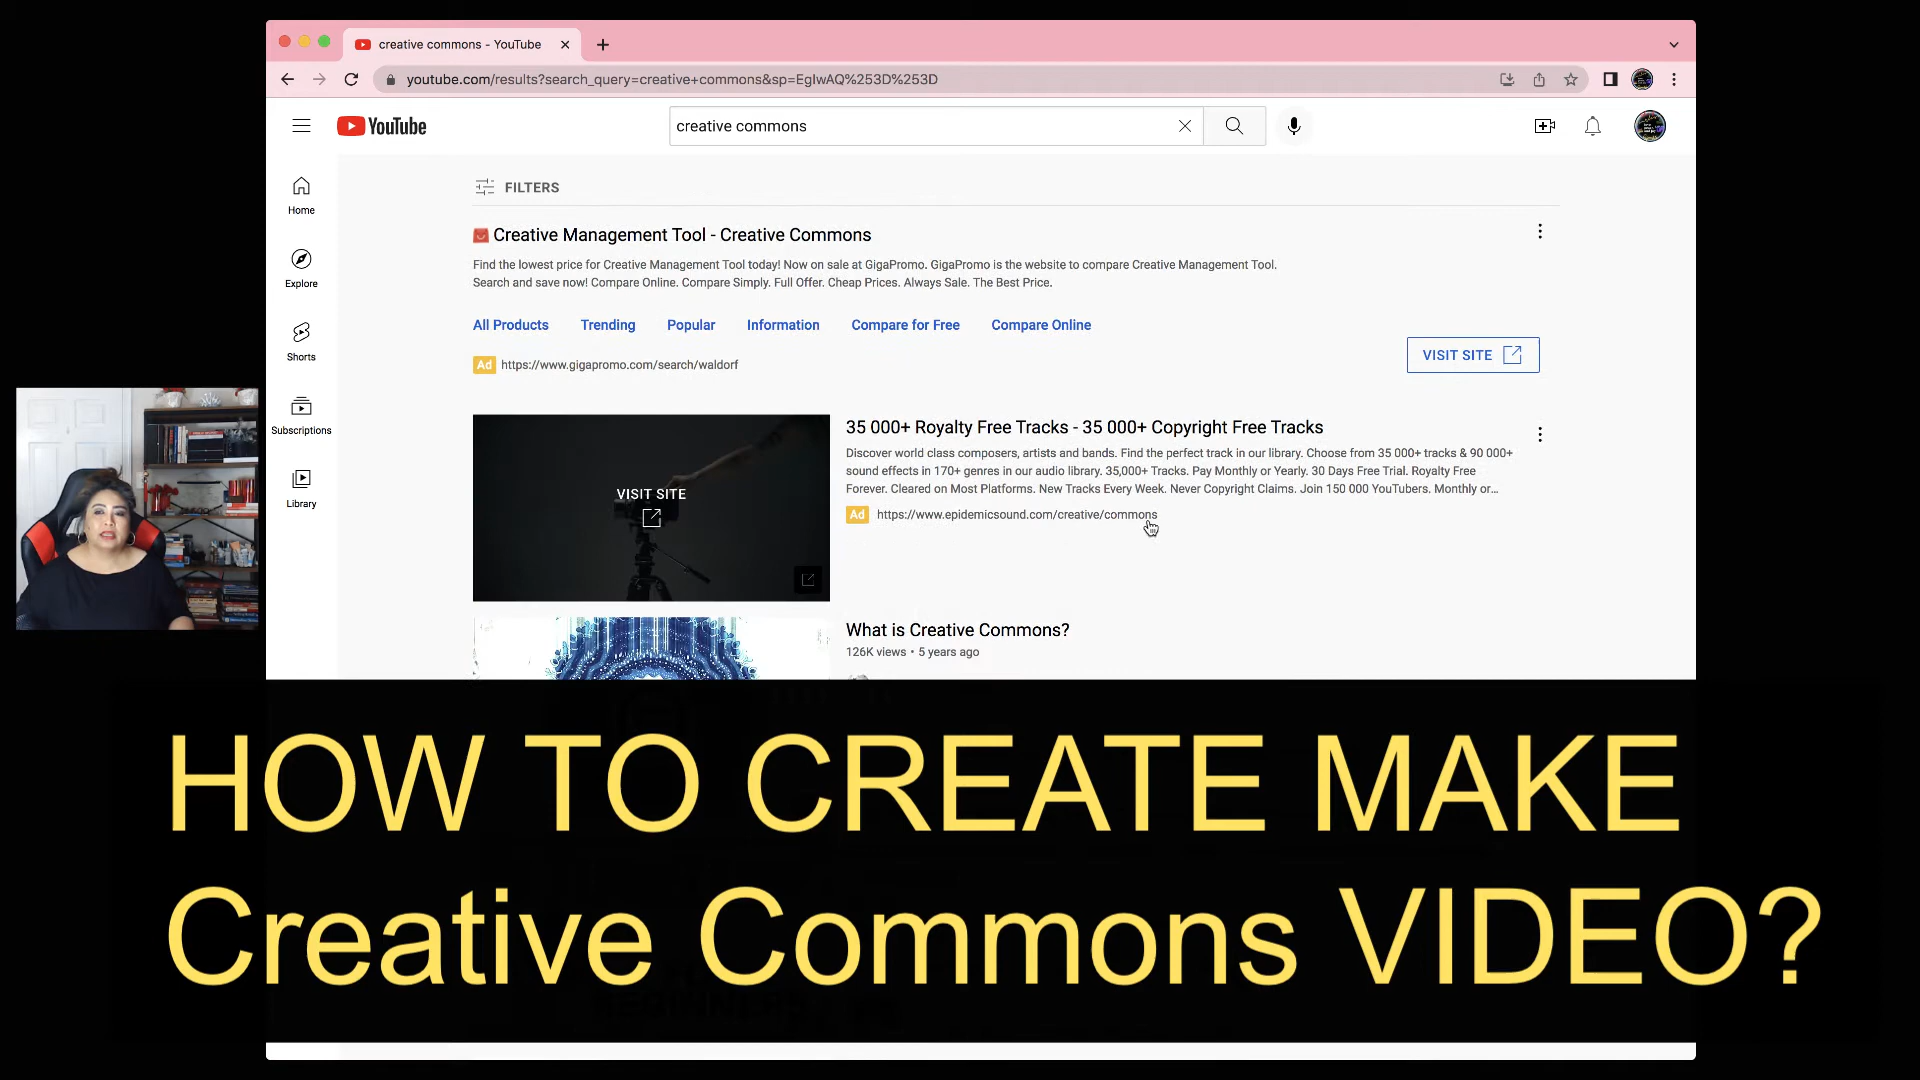 creative commons - YouTube
youtube.com/results?search_query=creative+commons&sp=EgIwAQ%253D%253D
YouTube
creative commons
Home
Explore
Shorts
Subscriptions
Library
FILTERS
Creative Management Tool - Creative Commons
Find the lowest price for Creative Management Tool today! Now on sale at GigaPromo. GigaPromo is the website to compare Creative Management Tool.
Search and save now! Compare Online. Compare Simply. Full Offer. Cheap Prices. Always Sale. The Best Price.
All Products Trending Popular Information Compare for Free Compare Online
Ad https://www.gigapromo.com/search/waldorf
VISIT SITE
VISIT SITE
35 000+ Royalty Free Tracks - 35 000+ Copyright Free Tracks
Discover world class composers, artists and bands. Find the perfect track in our library. Choose from 35 000+ tracks & 90 000+
sound effects in 170+ genres in our audio library. 35,000+ Tracks. Pay Monthly or Yearly. 30 Days Free Trial. Royalty Free
Forever. Cleared on Most Platforms. New Tracks Every Week. Never Copyright Claims. Join 150 000 YouTubers. Monthly or...
Ad https://www.epidemicsound.com/creative/commons
What is Creative Commons?
126K views • 5 years ago
HOW TO CREATE MAKE
Creative Commons VIDEO?